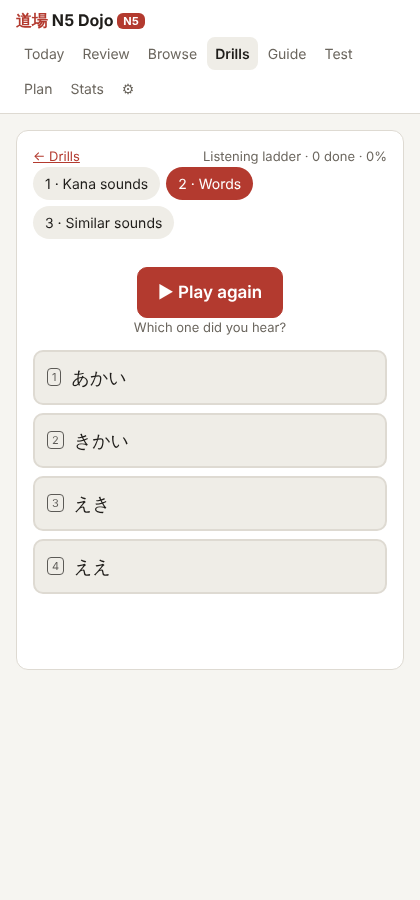 道場 N5 Dojo N5
Today Review Browse Drills Guide Test
Plan Stats ⚙
← Drills Listening ladder · 0 done · 0%
1 · Kana sounds 2 · Words
3 · Similar sounds
▶ Play again
Which one did you hear?
1 あかい
2 きかい
3 えき
4 ええ